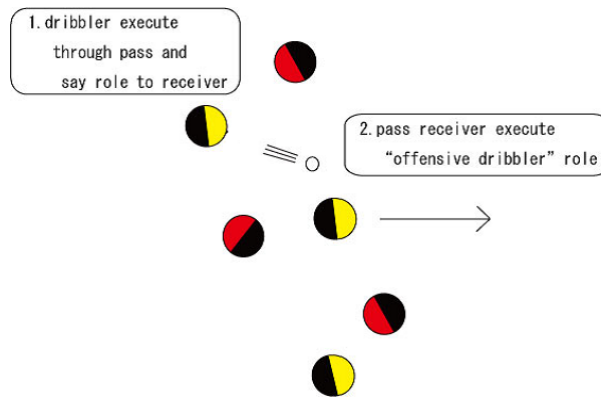 1. dribbler execute
through pass and
say role to receiver
2. pass receiver execute
“offensive dribbler” role